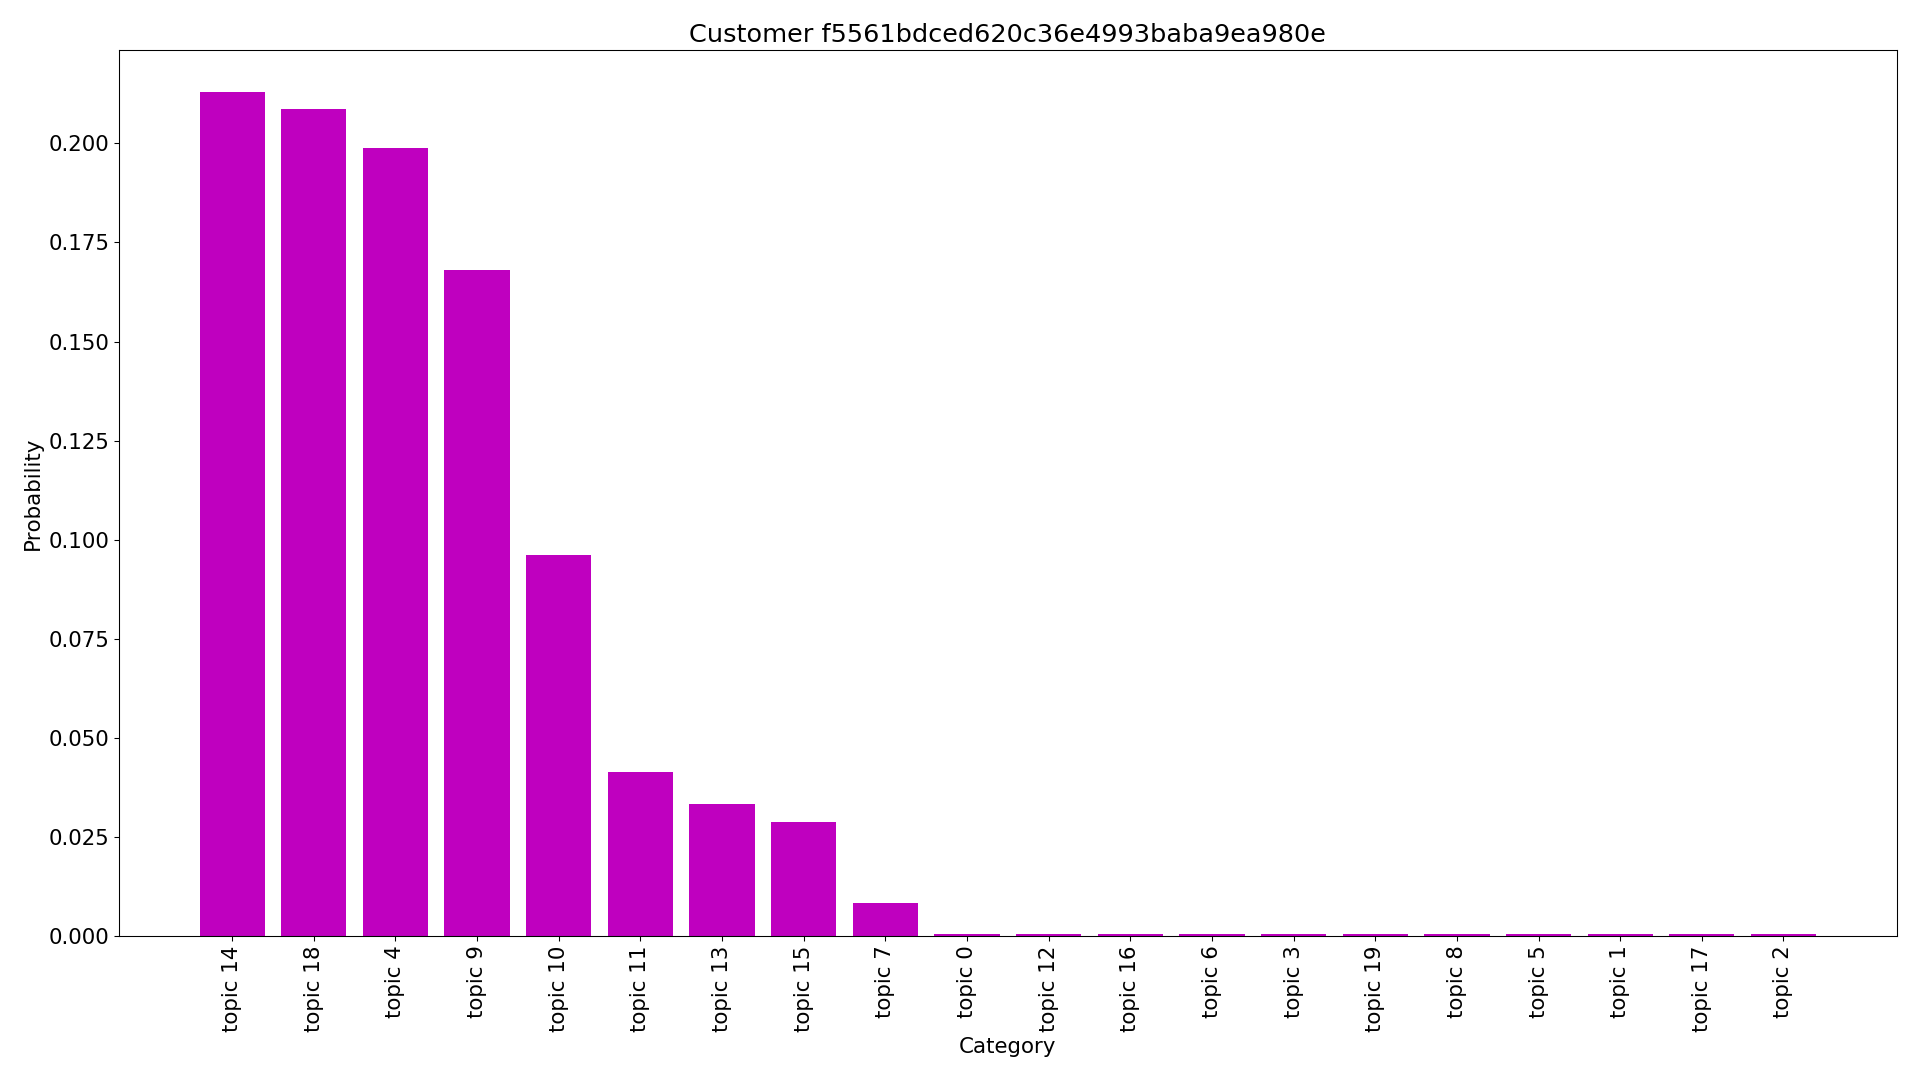 Customer f5561bdced620c36e4993baba9ea980e
0.200
0.175
0.150
0.125
0.100
0.075
0.050
0.025
0.000
Probability
topic 14
topic 18
topic 4
topic 9
topic 10
topic 11
topic 13
topic 15
topic 7
topic 0
topic 12
topic 16
topic 6
topic 3
topic 19
topic 8
topic 5
topic 1
topic 17
topic 2
Category